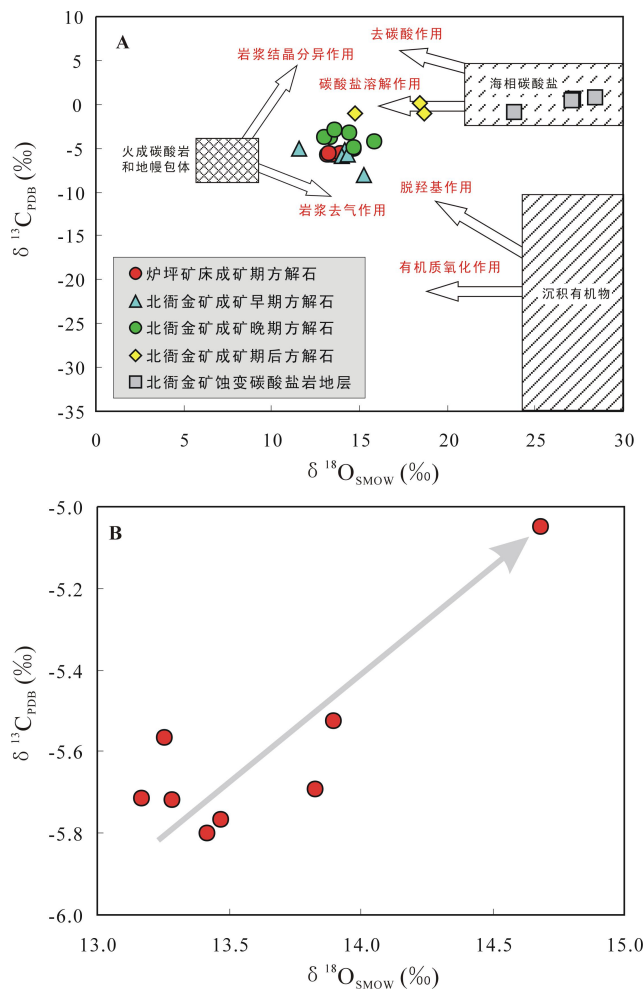 A
10
5
0
-5
-10
-15
-20
-25
-30
-35
δ ¹³C_PDB (‰)
去碳酸作用
岩浆结晶分异作用
碳酸盐溶解作用
海相碳酸盐
火成碳酸岩
和地幔包体
岩浆去气作用
脱羟基作用
有机质氧化作用
沉积有机物
炉坪矿床成矿期方解石
北衙金矿成矿早期方解石
北衙金矿成矿晚期方解石
北衙金矿成矿期后方解石
北衙金矿蚀变碳酸盐岩地层
0 5 10 15 20 25 30
δ ¹⁸O_SMOW (‰)
B
-5.0
-5.2
-5.4
-5.6
-5.8
-6.0
δ ¹³C_PDB (‰)
13.0 13.5 14.0 14.5 15.0
δ ¹⁸O_SMOW (‰)